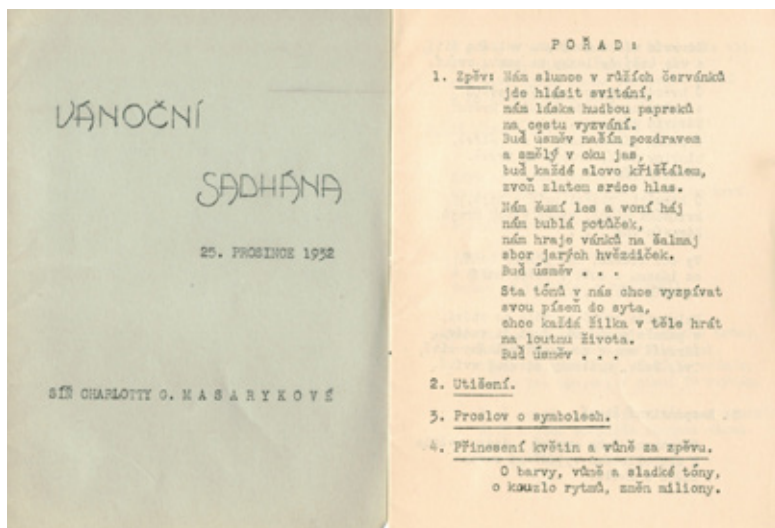 VÁNOČNÍ
SADHÁNA
25. PROSINCE 1932
SÍŇ CHARLOTTY G. MASARYKOVÉ
POŘAD:
1. Zpěv: Nám slunce v růžích červánků
jde hlásit svitání,
nám láska hudbou paprsků
na cestu vyzvání.
Buď úsměv naším pozdravem
a smělý v oku jas,
buď každé slovo křišťálem,
zvoň zlatem srdce hlas.
Nám šumí les a voní háj
nám bublá potůček,
nám hraje vánků na šalmaj
sbor jarých hvězdiček.
Buď úsměv . . .
Sta tónů v nás chce vyzpívat
svou píseň do syta,
chce každá žilka v těle hrát
na loutnu života.
Buď úsměv . . .
2. Utišení.
3. Proslov o symbolech.
4. Přinesení květin a vůně za zpěvu.
O barvy, vůně a sladké tóny,
o kouzlo rytmů, změn miliony.